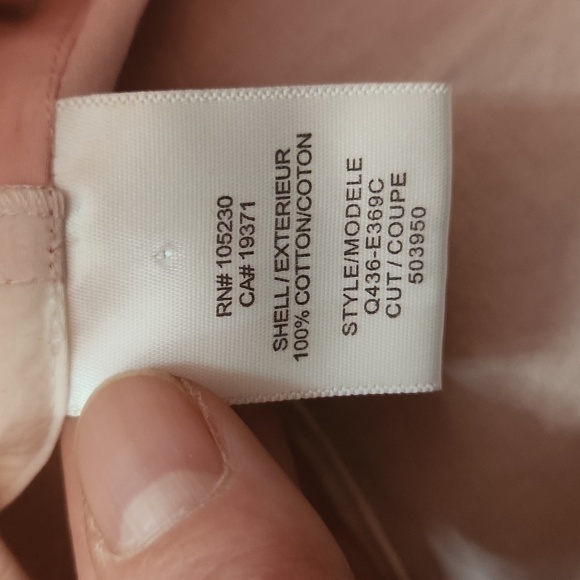 RN# 105230
CA# 19371
SHELL / EXTERIEUR
100% COTTON/COTON
STYLE/MODELE
Q436-E369C
CUT / COUPE
503950